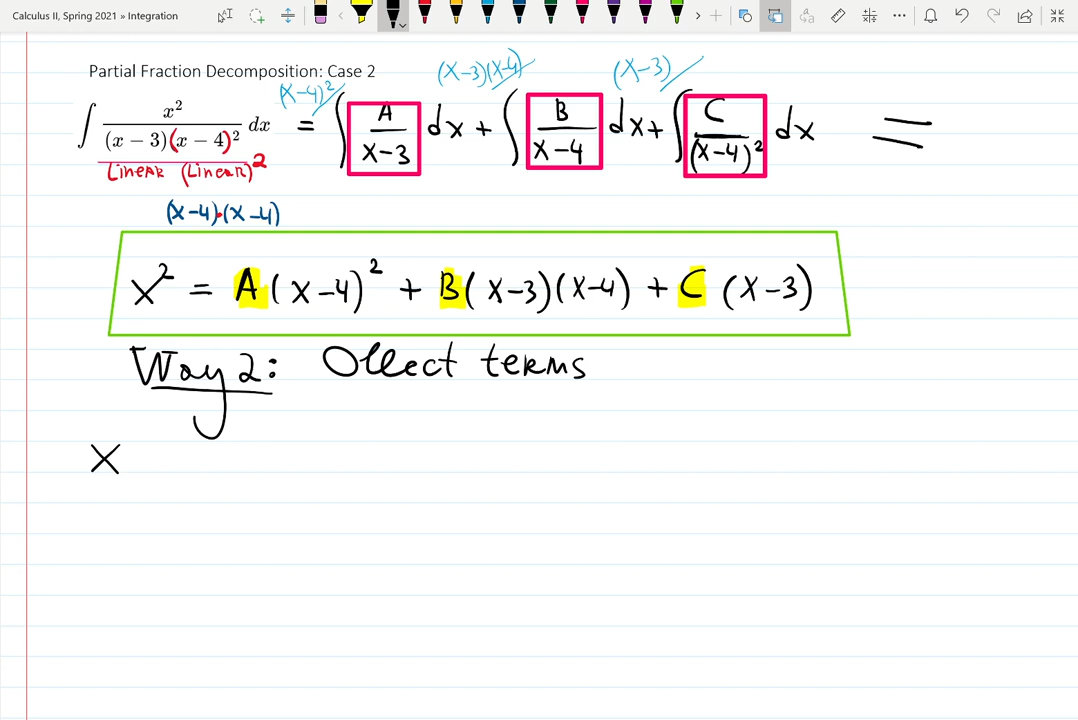 Calculus II, Spring 2021 » Integration
Partial Fraction Decomposition: Case 2
(x-4)² (x-3)(x-4) (x-3)
∫ x² / (x − 3)(x − 4)² dx = ∫ A / x-3 dx + ∫ B / x-4 dx + ∫ C / (x-4)² dx =
Linear (Linear)²
(x-4)·(x-4)
x² = A(x-4)² + B(x-3)(x-4) + C (x-3)
Way 2: Ollect terms
x